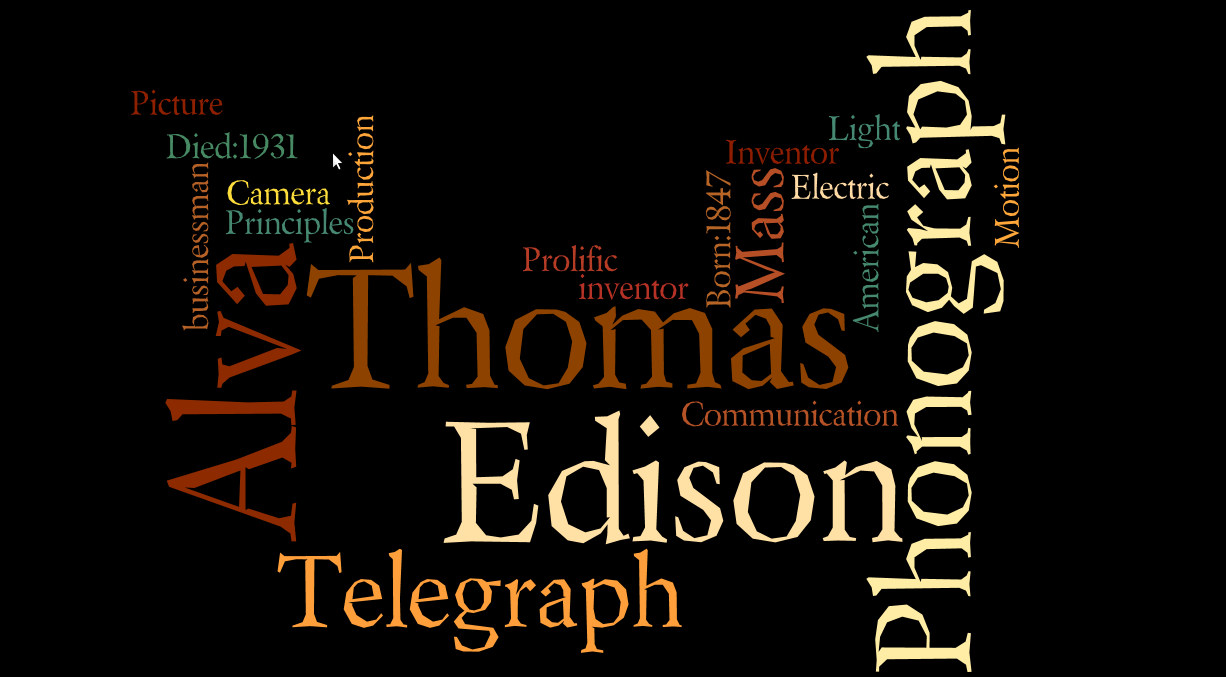 Picture
Died:1931
businessman
Camera
Principles
Production
Alva
Thomas
Prolific
inventor
Born:1847
Inventor
Mass
Light
Electric
American
Phonograph
Motion
Communication
Edison
Telegraph